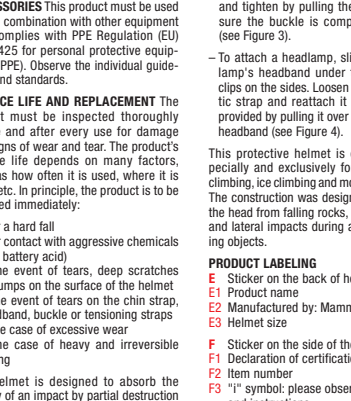 SSORIES This product must be used
combination with other equipment
omplies with PPE Regulation (EU)
425 for personal protective equip-
PPE). Observe the individual guide-
nd standards.
CE LIFE AND REPLACEMENT The
t must be inspected thoroughly
and after every use for damage
gns of wear and tear. The product's
e life depends on many factors,
as how often it is used, where it is
etc. In principle, the product is to be
ed immediately:
a hard fall
contact with aggressive chemicals
battery acid)
he event of tears, deep scratches
umps on the surface of the helmet
e event of tears on the chin strap,
dband, buckle or tensioning straps
e case of excessive wear
he case of heavy and irreversible
ng
elmet is designed to absorb the
y of an impact by partial destruction
and tighten by pulling the
sure the buckle is comp
(see Figure 3).
– To attach a headlamp, sli
lamp's headband under
clips on the sides. Loosen
tic strap and reattach it
provided by pulling it over
headband (see Figure 4).
This protective helmet is
pecially and exclusively fo
climbing, ice climbing and mo
The construction was design
the head from falling rocks,
and lateral impacts during a
ing objects.
PRODUCT LABELING
E Sticker on the back of he
E1 Product name
E2 Manufactured by: Mamm
E3 Helmet size
F Sticker on the side of the
F1 Declaration of certificatio
F2 Item number
F3 "i" symbol: please obser
and instructions